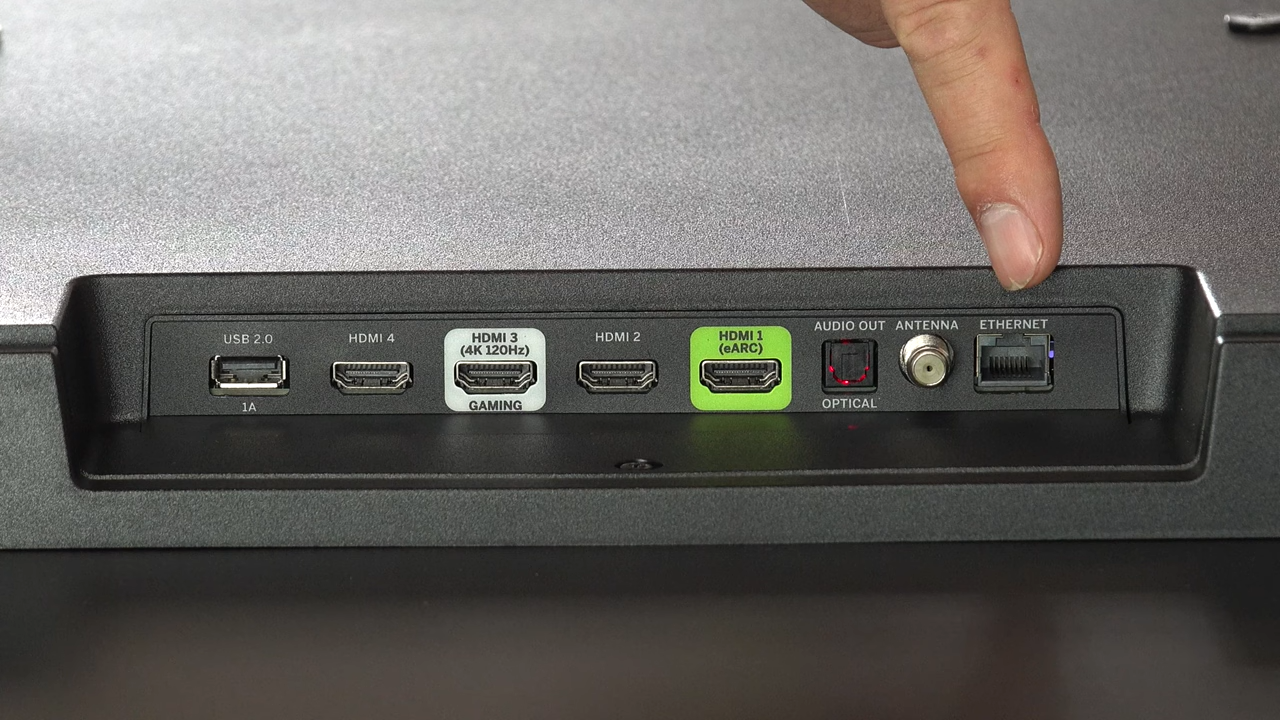 USB 2.0
1A
HDMI 4
HDMI 3
(4K 120Hz)
GAMING
HDMI 2
HDMI 1
(eARC)
AUDIO OUT
OPTICAL
ANTENNA
ETHERNET